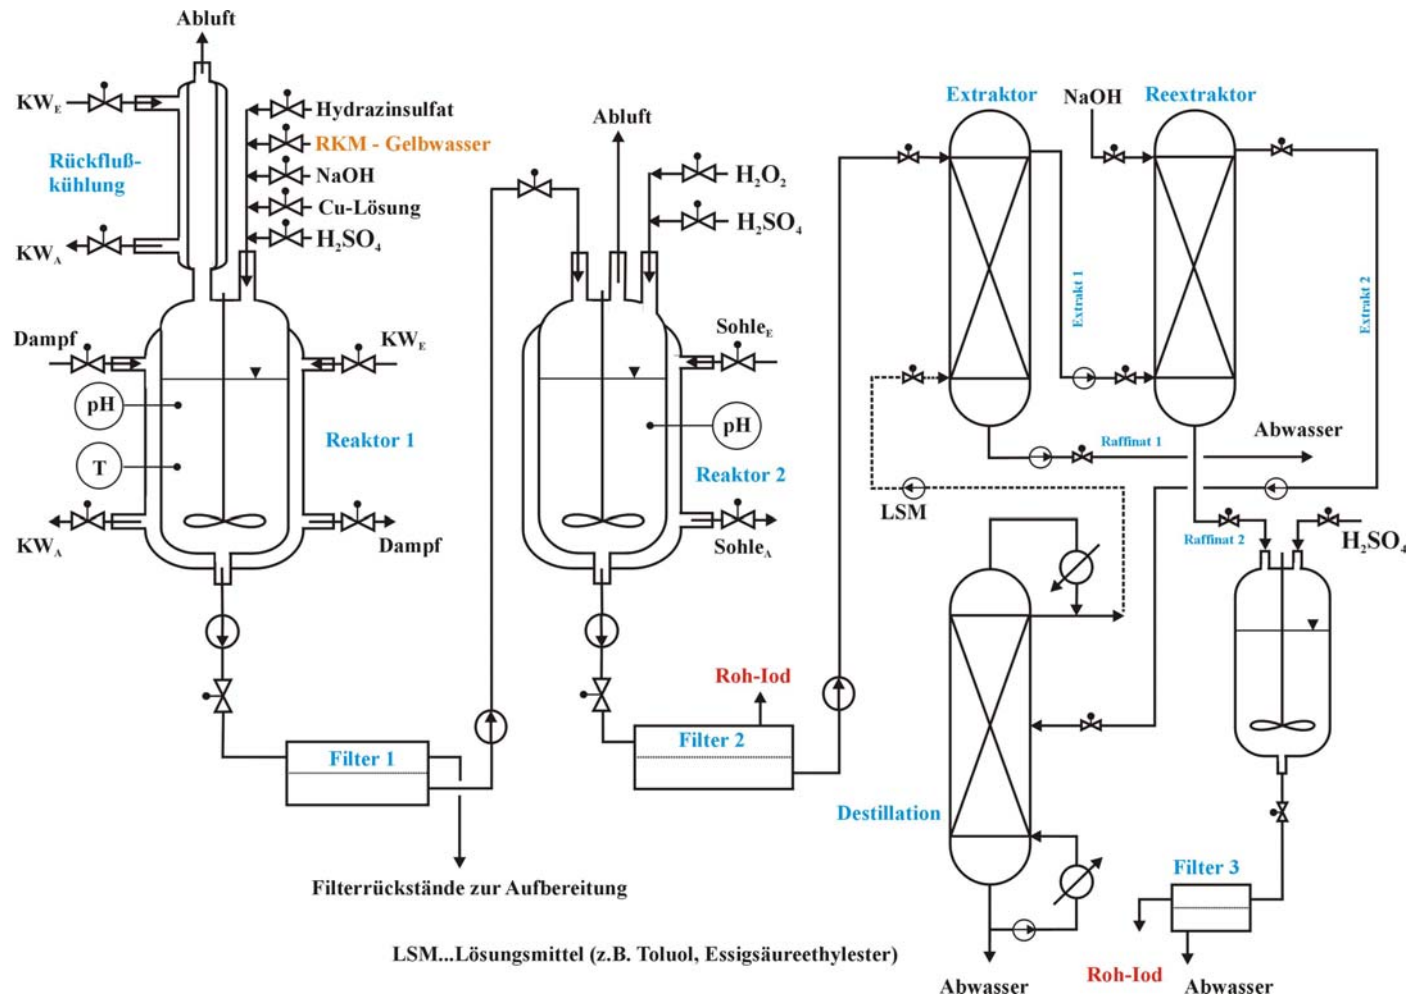 Abluft
KW_E
Rückfluß-
kühlung
KW_A
Hydrazinsulfat
RKM - Gelbwasser
NaOH
Cu-Lösung
H₂SO₄
Dampf
KW_E
pH
T
Reaktor 1
KW_A
Dampf
Filter 1
Filterrückstände zur Aufbereitung
Abluft
H₂O₂
H₂SO₄
Sohle_E
pH
Reaktor 2
Sohle_A
Roh-Iod
Filter 2
Extraktor
NaOH
Reextraktor
Extrakt 1
Extrakt 2
Raffinat 1
Abwasser
LSM
Raffinat 2
H₂SO₄
Destillation
Abwasser
Filter 3
Roh-Iod
Abwasser
LSM...Lösungsmittel (z.B. Toluol, Essigsäureethylester)